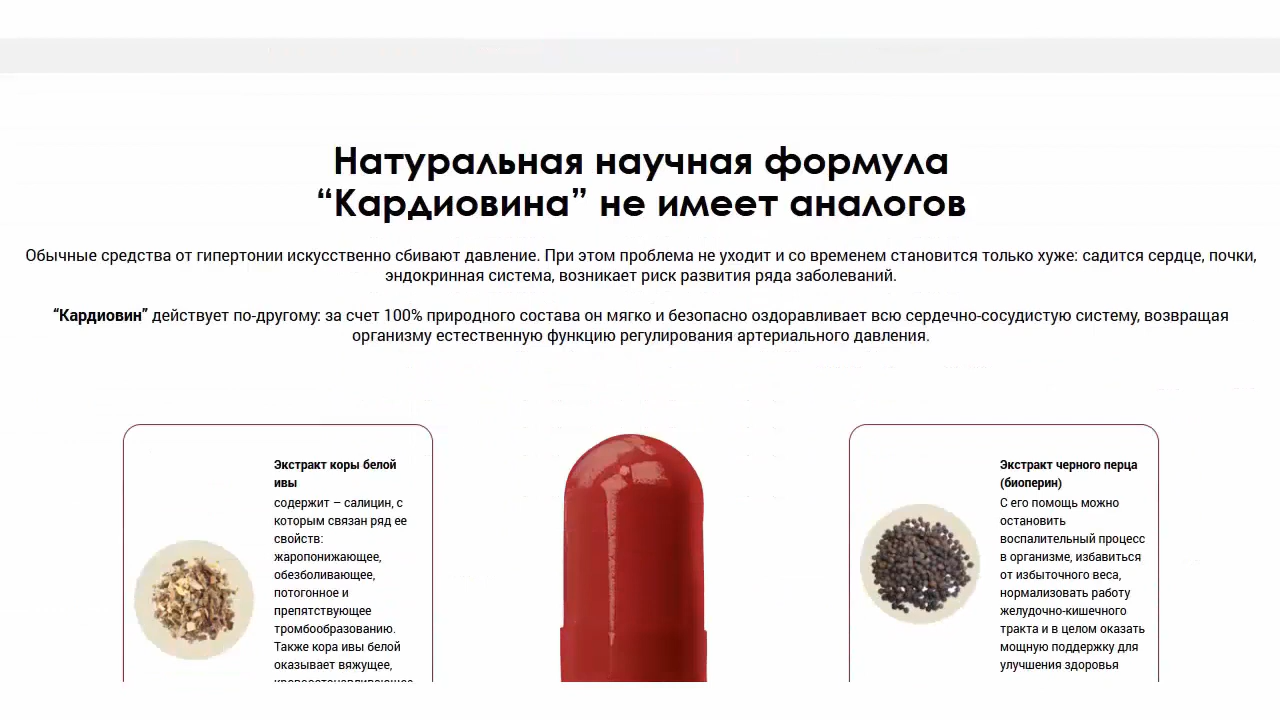 Натуральная научная формула
“Кардиовина” не имеет аналогов
Обычные средства от гипертонии искусственно сбивают давление. При этом проблема не уходит и со временем становится только хуже: садится сердце, почки,
эндокринная система, возникает риск развития ряда заболеваний.
“Кардиовин” действует по-другому: за счет 100% природного состава он мягко и безопасно оздоравливает всю сердечно-сосудистую систему, возвращая
организму естественную функцию регулирования артериального давления.
Экстракт коры белой
ивы
содержит – салицин, с
которым связан ряд ее
свойств:
жаропонижающее,
обезболивающее,
потогонное и
препятствующее
тромбообразованию.
Также кора ивы белой
оказывает вяжущее,
Экстракт черного перца
(биоперин)
С его помощь можно
остановить
воспалительный процесс
в организме, избавиться
от избыточного веса,
нормализовать работу
желудочно-кишечного
тракта и в целом оказать
мощную поддержку для
улучшения здоровья